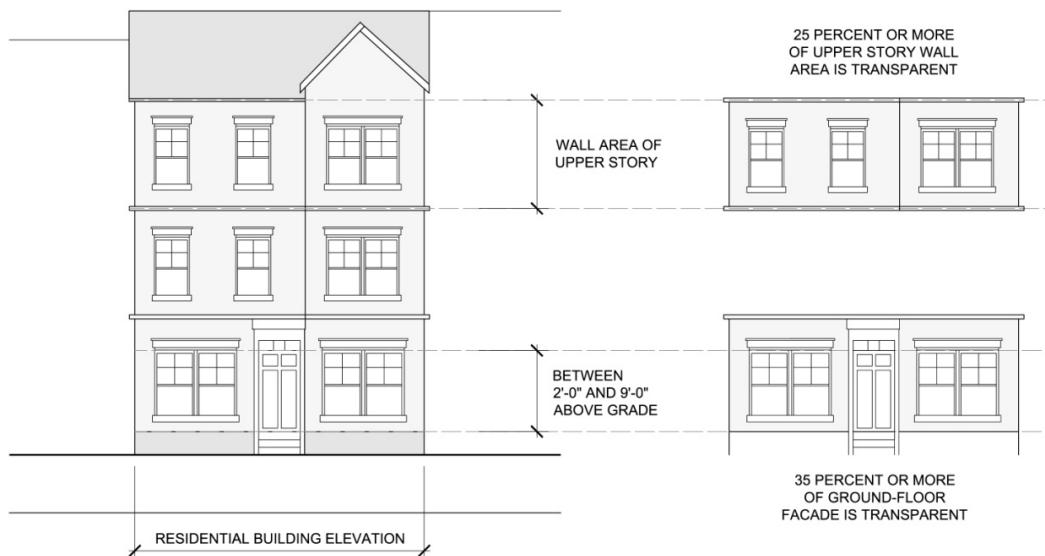 25 PERCENT OR MORE
OF UPPER STORY WALL
AREA IS TRANSPARENT
WALL AREA OF
UPPER STORY
BETWEEN
2'-0" AND 9'-0"
ABOVE GRADE
35 PERCENT OR MORE
OF GROUND-FLOOR
FACADE IS TRANSPARENT
RESIDENTIAL BUILDING ELEVATION